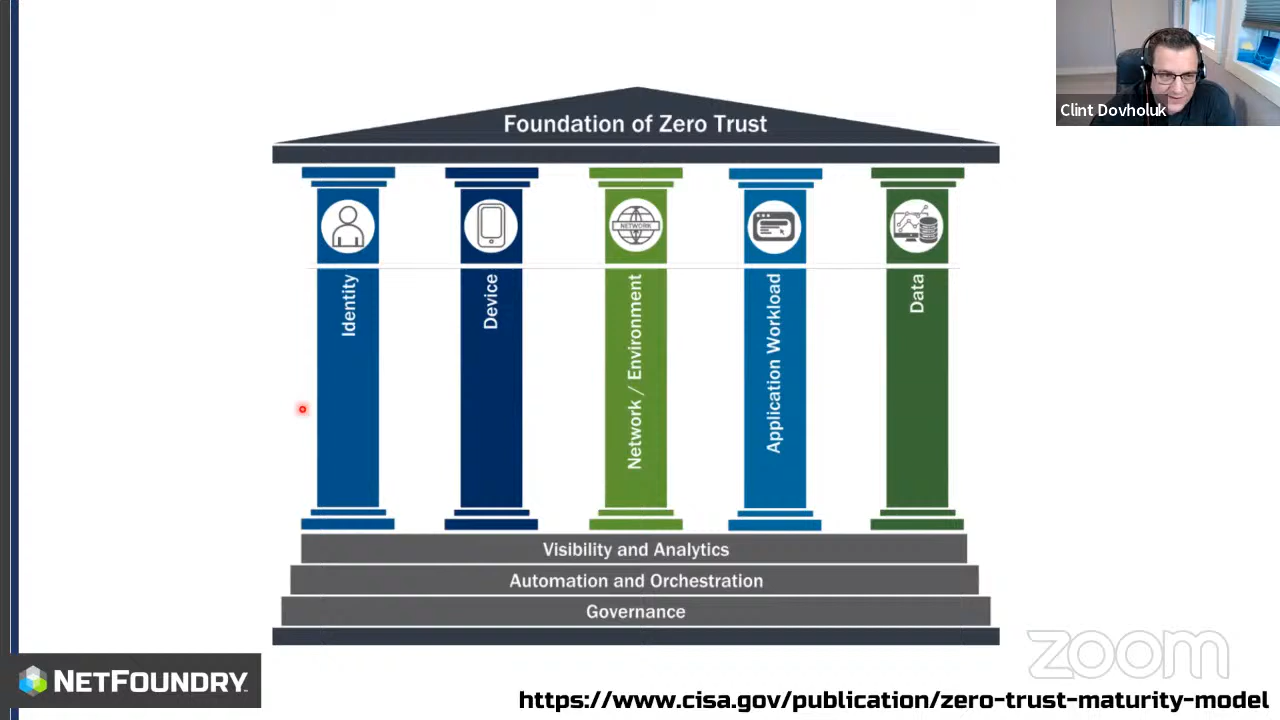 Clint Dovholuk
Foundation of Zero Trust
NETWORK
Identity
Device
Network / Environment
Application Workload
Data
Visibility and Analytics
Automation and Orchestration
Governance
zoom
NETFOUNDRY
https://www.cisa.gov/publication/zero-trust-maturity-model